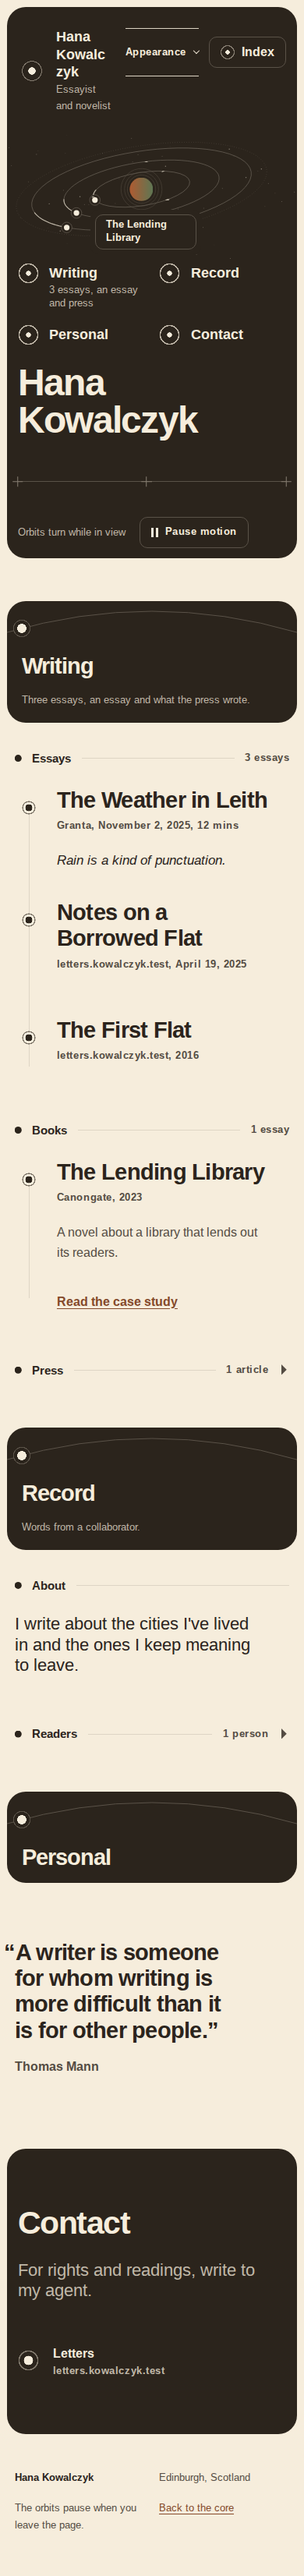 Hana
Kowalc
zyk
Essayist
and novelist
Appearance
Index
The Lending
Library
Writing
3 essays, an essay
and press
Record
Personal
Contact
Hana
Kowalczyk
Orbits turn while in view
Pause motion
Writing
Three essays, an essay and what the press wrote.
Essays
3 essays
The Weather in Leith
Granta, November 2, 2025, 12 mins
Rain is a kind of punctuation.
Notes on a
Borrowed Flat
letters.kowalczyk.test, April 19, 2025
The First Flat
letters.kowalczyk.test, 2016
Books
1 essay
The Lending Library
Canongate, 2023
A novel about a library that lends out
its readers.
Read the case study
Press
1 article
Record
Words from a collaborator.
About
I write about the cities I've lived
in and the ones I keep meaning
to leave.
Readers
1 person
Personal
“A writer is someone
for whom writing is
more difficult than it
is for other people.”
Thomas Mann
Contact
For rights and readings, write to
my agent.
Letters
letters.kowalczyk.test
Hana Kowalczyk
Edinburgh, Scotland
The orbits pause when you
leave the page.
Back to the core